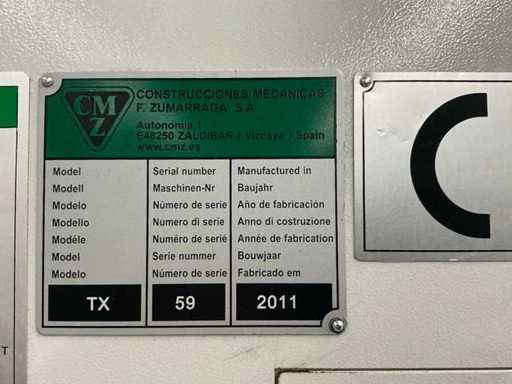 CMZ
CONSTRUCCIONES MECANICAS
F. ZUMARRAGA S.A.
Autonomia 1
E48250 ZALDIBAR ( Vizcaya ) Spain
www.cmz.es
Model Serial number Manufactured in
Modell Maschinen-Nr Baujahr
Modelo Número de serie Año de fabricación
Modello Número di serie Anno di costruzione
Modéle Numéro de serié Année de fabrication
Model Serie nummer Bouwjaar
Modelo Número de serie Fabricado em
TX 59 2011
C
T